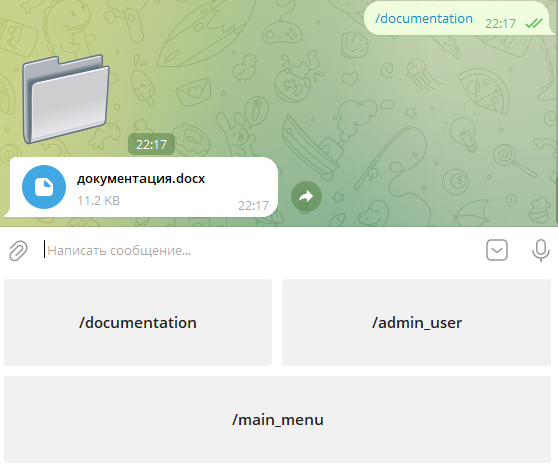 /documentation 22:17
22:17
документация.docx
11.2 KB 22:17
Написать сообщение...
/documentation /admin_user
/main_menu